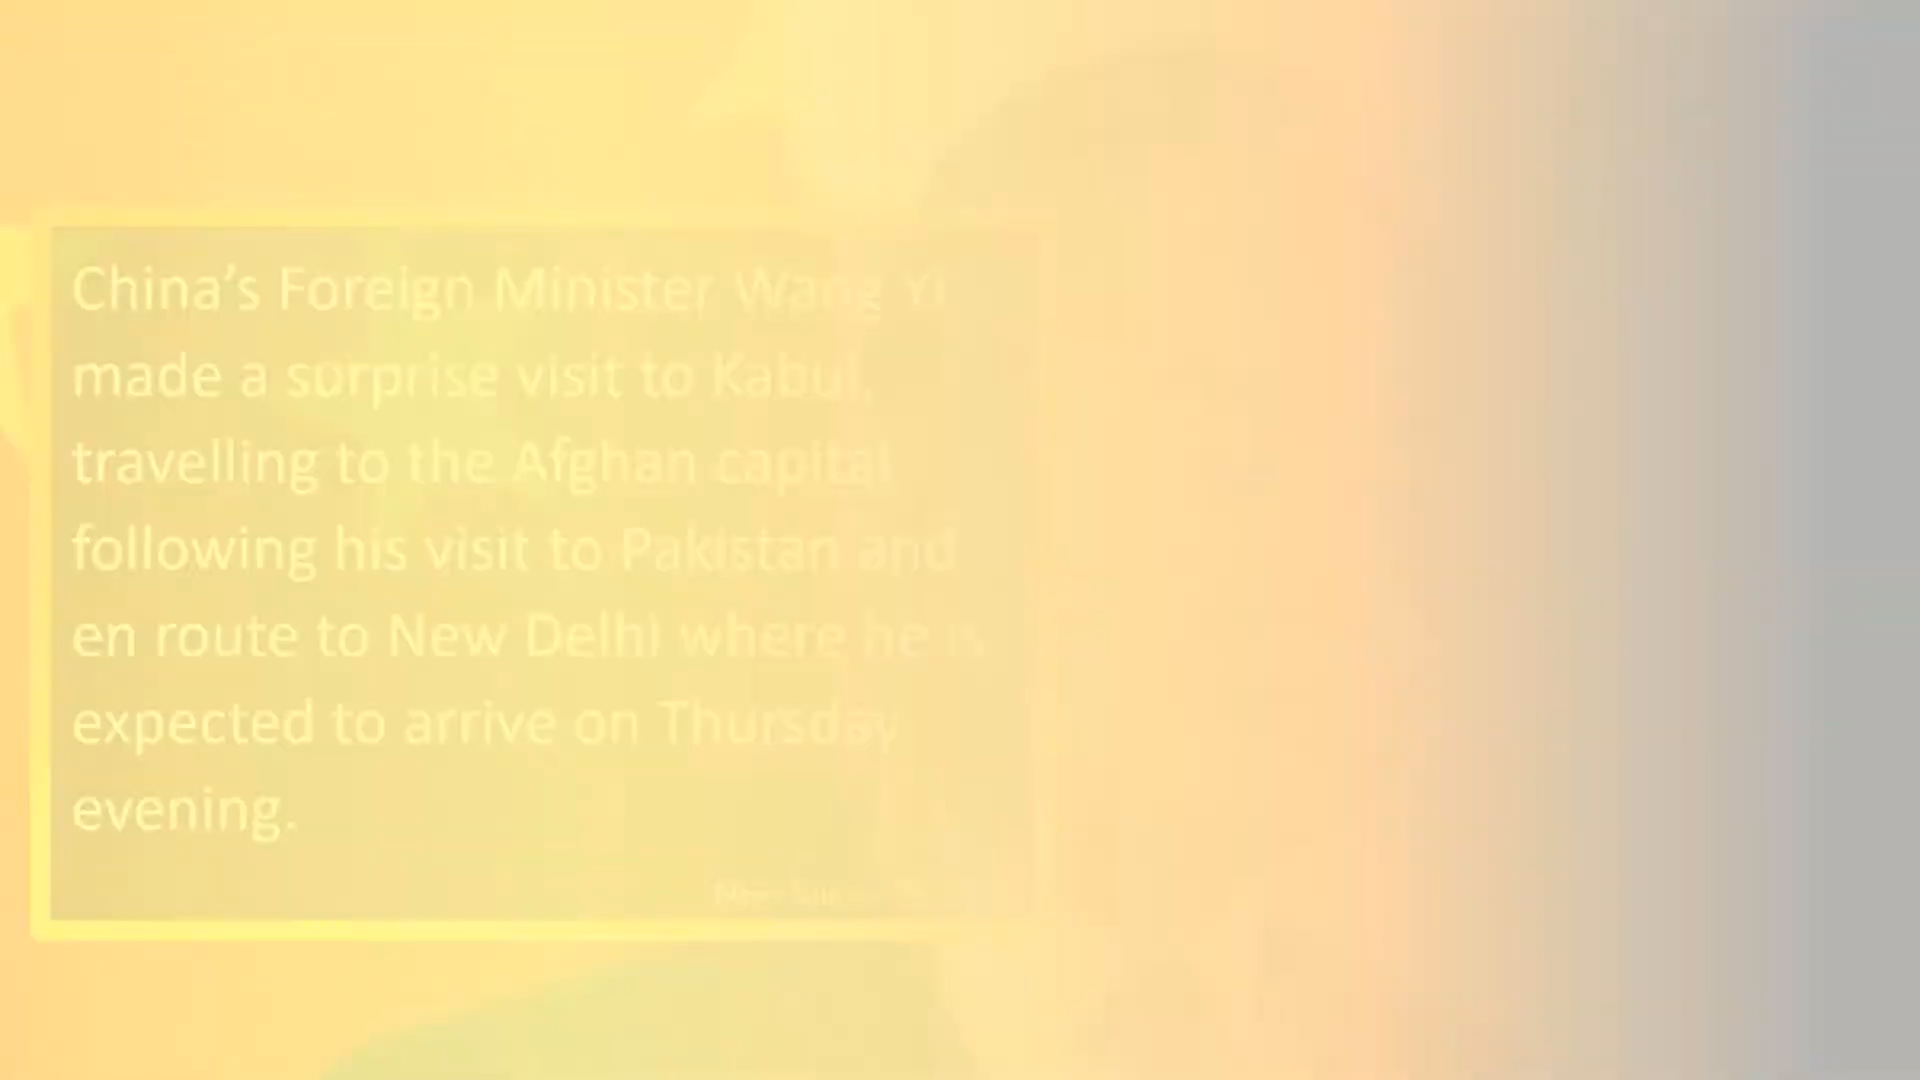 China’s Foreign Minister Wang Yi
made a surprise visit to Kabul,
travelling to the Afghan capital
following his visit to Pakistan and
en route to New Delhi where he is
expected to arrive on Thursday
evening.